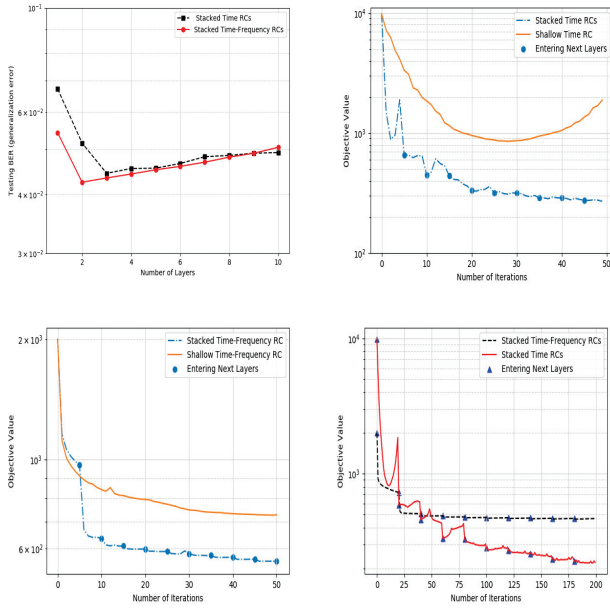 10⁻¹
6 × 10⁻²
4 × 10⁻²
3 × 10⁻²
Testing BER (generalization error)
Stacked Time RCs
Stacked Time-Frequency RCs
2 4 6 8 10
Number of Layers
10⁴
10³
10²
Objective Value
Stacked Time RCs
Shallow Time RC
Entering Next Layers
0 10 20 30 40 50
Number of Iterations
2 × 10³
10³
6 × 10²
Objective Value
Stacked Time-Frequency RC
Shallow Time-Frequency RC
Entering Next Layers
0 10 20 30 40 50
Number of Iterations
10⁴
10³
Objective Value
Stacked Time-Frequency RCs
Stacked Time RCs
Entering Next Layers
0 25 50 75 100 125 150 175 200
Number of Iterations